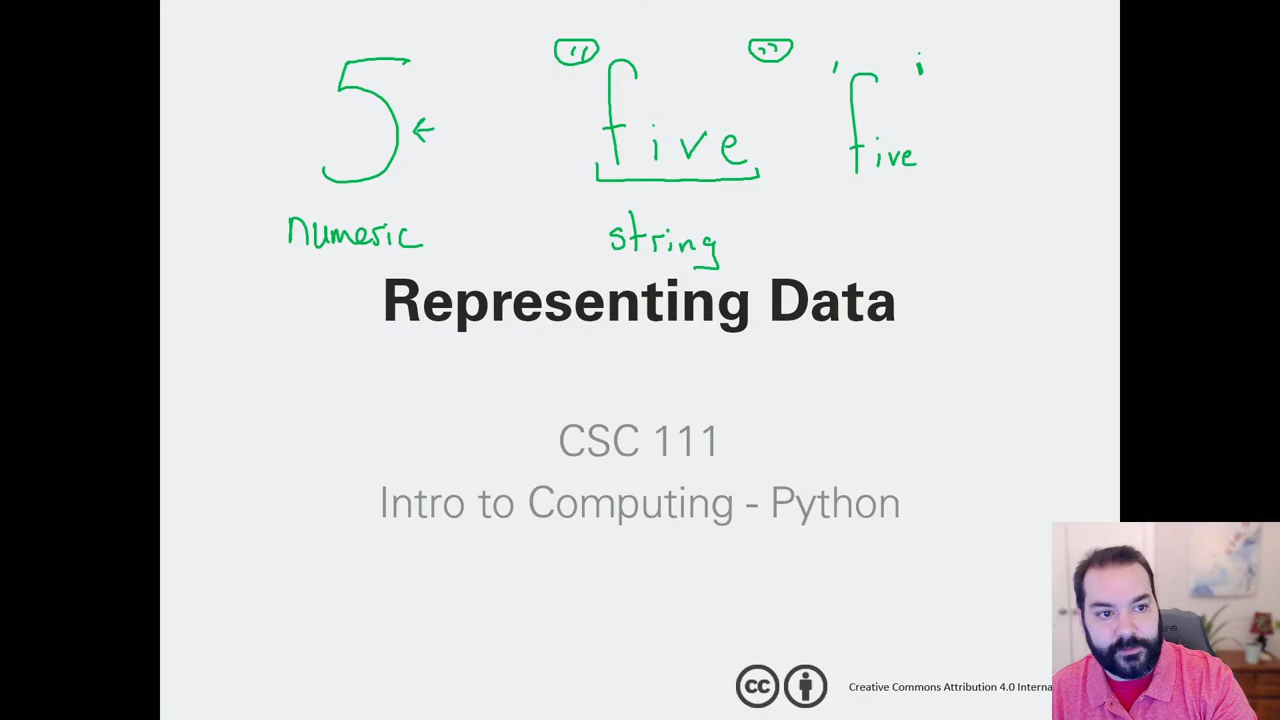 5 ← "five" 'five'
numeric string
Representing Data
CSC 111
Intro to Computing - Python
cc Creative Commons Attribution 4.0 Interna